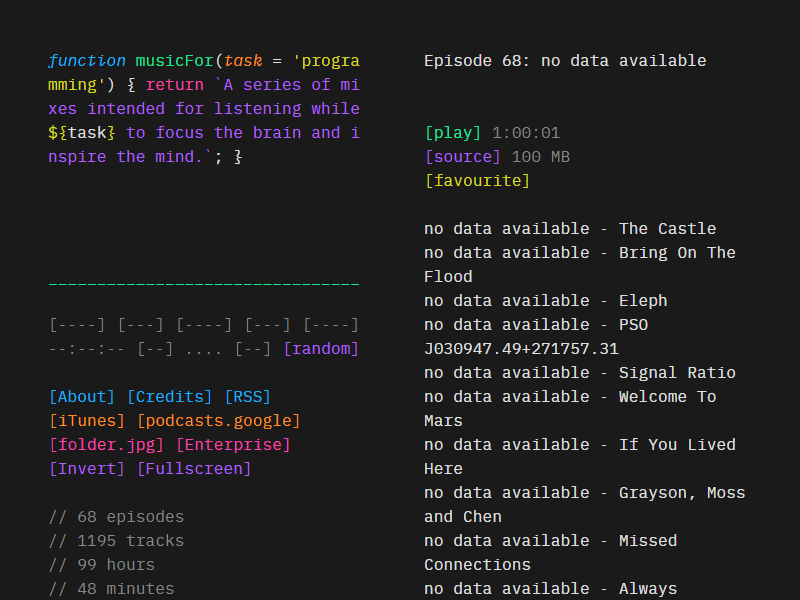 function musicFor(task = 'progra
mming') { return `A series of mi
xes intended for listening while
${task} to focus the brain and i
nspire the mind.`; }
––––––––––––––––––––––––––––––––
[----] [---] [----] [---] [----]
--:--:-- [--] .... [--] [random]
[About] [Credits] [RSS]
[iTunes] [podcasts.google]
[folder.jpg] [Enterprise]
[Invert] [Fullscreen]
// 68 episodes
// 1195 tracks
// 99 hours
// 48 minutes
Episode 68: no data available
[play] 1:00:01
[source] 100 MB
[favourite]
no data available - The Castle
no data available - Bring On The
Flood
no data available - Eleph
no data available - PSO
J030947.49+271757.31
no data available - Signal Ratio
no data available - Welcome To
Mars
no data available - If You Lived
Here
no data available - Grayson, Moss
and Chen
no data available - Missed
Connections
no data available - Always